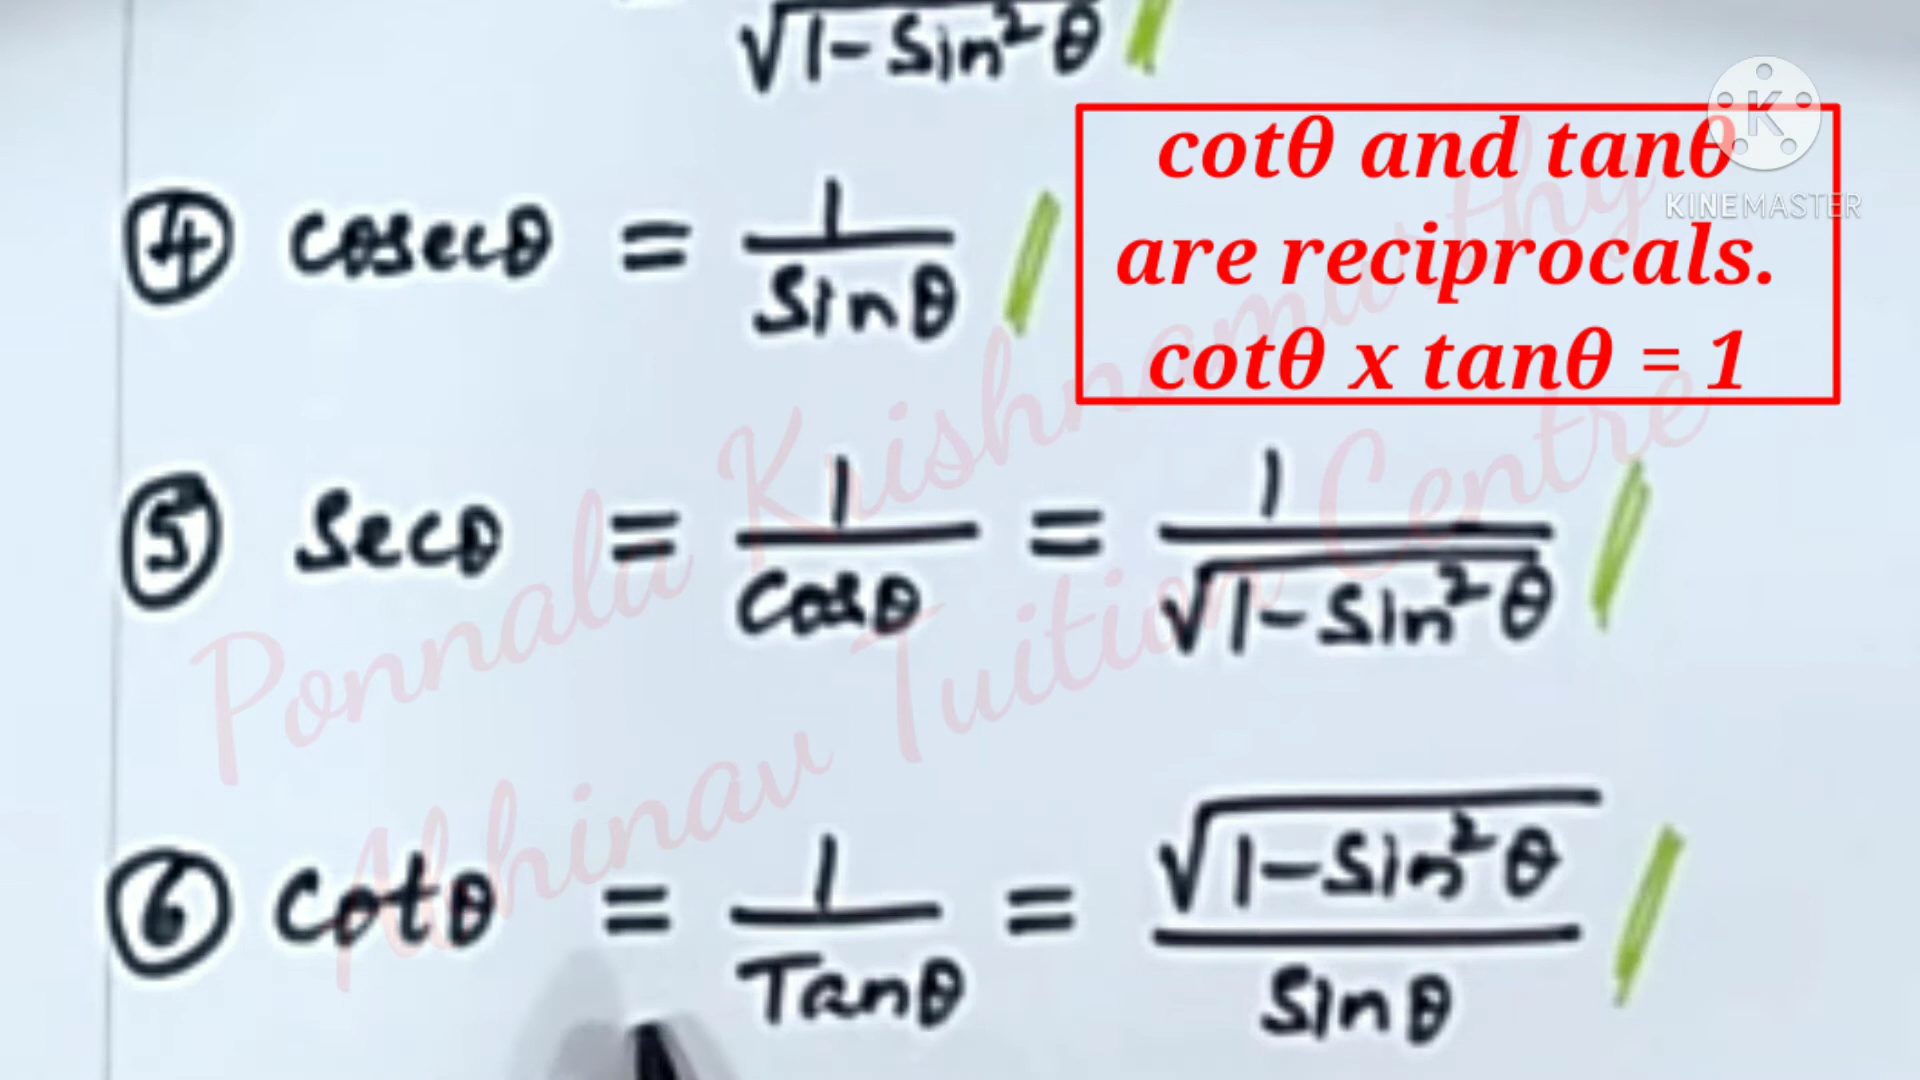 √1-Sin²θ
cotθ and tanθ
are reciprocals.
cotθ x tanθ = 1
K
KINEMASTER
④ cosecθ = 1/Sinθ
⑤ Secθ = 1/Cosθ = 1/√1-Sin²θ
⑥ Cotθ = 1/Tanθ = √1-Sin²θ/Sinθ
Ponnala Krishnamurthy
Abhinav Tuition Centre